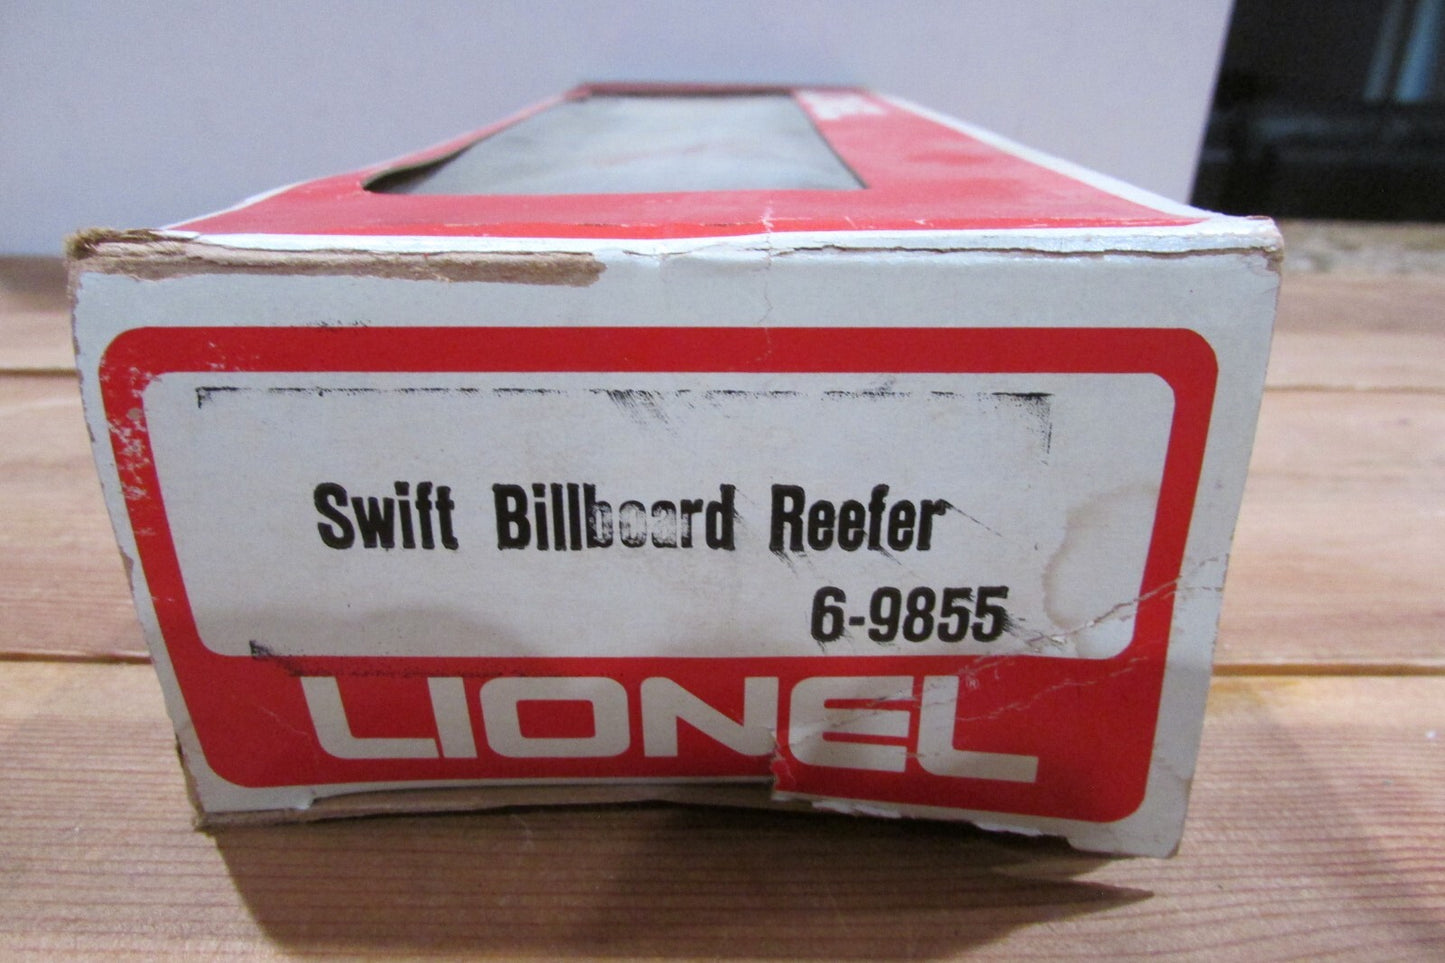 Swift Billboard Reefer
6-9855
LIONEL®